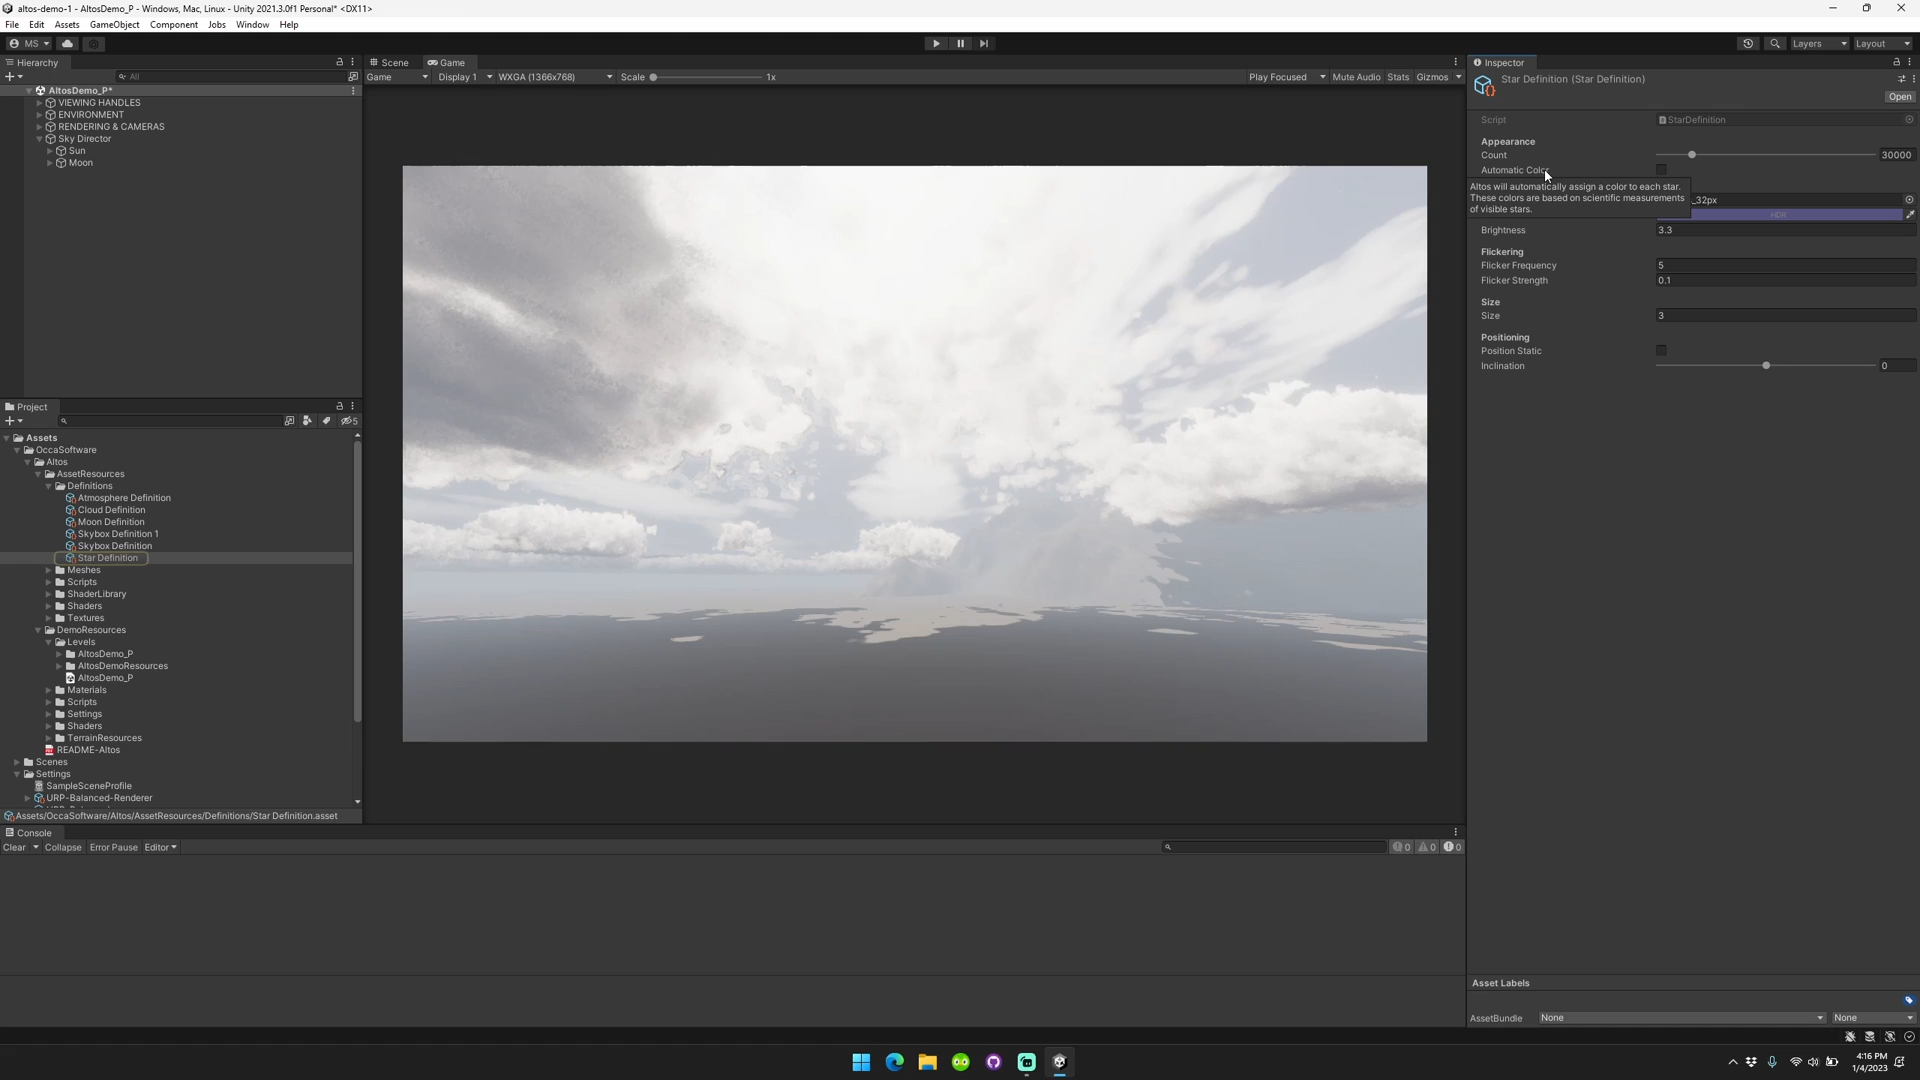 altos-demo-1 - AltosDemo_P - Windows, Mac, Linux - Unity 2021.3.0f1 Personal* <DX11>
File Edit Assets GameObject Component Jobs Window Help
MS
Layers Layout
Hierarchy
All
AltosDemo_P*
VIEWING HANDLES
ENVIRONMENT
RENDERING & CAMERAS
Sky Director
Sun
Moon
Scene Game
Game Display 1 WXGA (1366x768) Scale 1x Play Focused Mute Audio Stats Gizmos
Project
5
Assets
OccaSoftware
Altos
AssetResources
Definitions
Atmosphere Definition
Cloud Definition
Moon Definition
Skybox Definition 1
Skybox Definition
Star Definition
Meshes
Scripts
ShaderLibrary
Shaders
Textures
DemoResources
Levels
AltosDemo_P
AltosDemoResources
AltosDemo_P
Materials
Scripts
Settings
Shaders
TerrainResources
README-Altos
Scenes
Settings
SampleSceneProfile
URP-Balanced-Renderer
Assets/OccaSoftware/Altos/AssetResources/Definitions/Star Definition.asset
Console
Clear Collapse Error Pause Editor
0 0 0
Inspector
Star Definition (Star Definition)
Open
Script StarDefinition
Appearance
Count 30000
Automatic Color
Altos will automatically assign a color to each star.
These colors are based on scientific measurements
of visible stars.
_32px
HDR
Brightness 3.3
Flickering
Flicker Frequency 5
Flicker Strength 0.1
Size
Size 3
Positioning
Position Static
Inclination 0
Asset Labels
AssetBundle None None
4:16 PM
1/4/2023